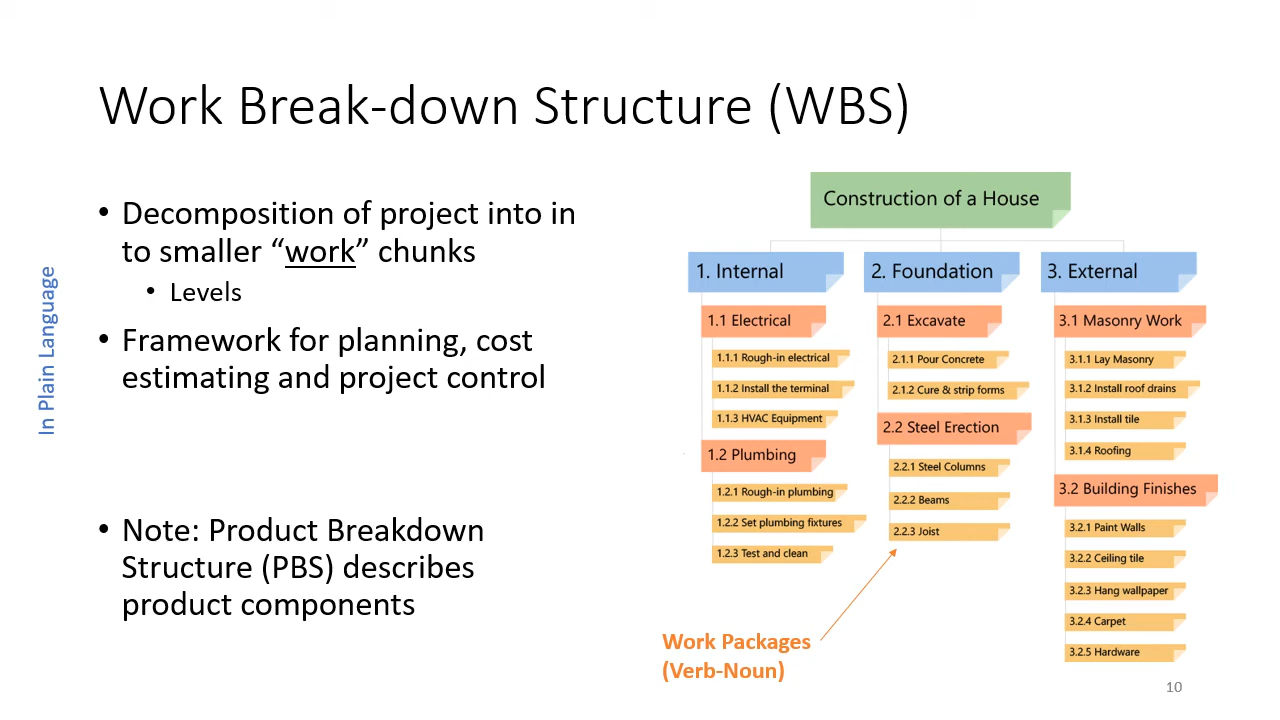 Work Break-down Structure (WBS)
In Plain Language
• Decomposition of project into in
to smaller “work” chunks
• Levels
• Framework for planning, cost
estimating and project control
• Note: Product Breakdown
Structure (PBS) describes
product components
Construction of a House
1. Internal
1.1 Electrical
1.1.1 Rough-in electrical
1.1.2 Install the terminal
1.1.3 HVAC Equipment
1.2 Plumbing
1.2.1 Rough-in plumbing
1.2.2 Set plumbing fixtures
1.2.3 Test and clean
2. Foundation
2.1 Excavate
2.1.1 Pour Concrete
2.1.2 Cure & strip forms
2.2 Steel Erection
2.2.1 Steel Columns
2.2.2 Beams
2.2.3 Joist
3. External
3.1 Masonry Work
3.1.1 Lay Masonry
3.1.2 Install roof drains
3.1.3 Install tile
3.1.4 Roofing
3.2 Building Finishes
3.2.1 Paint Walls
3.2.2 Ceiling tile
3.2.3 Hang wallpaper
3.2.4 Carpet
3.2.5 Hardware
Work Packages
(Verb-Noun)
10